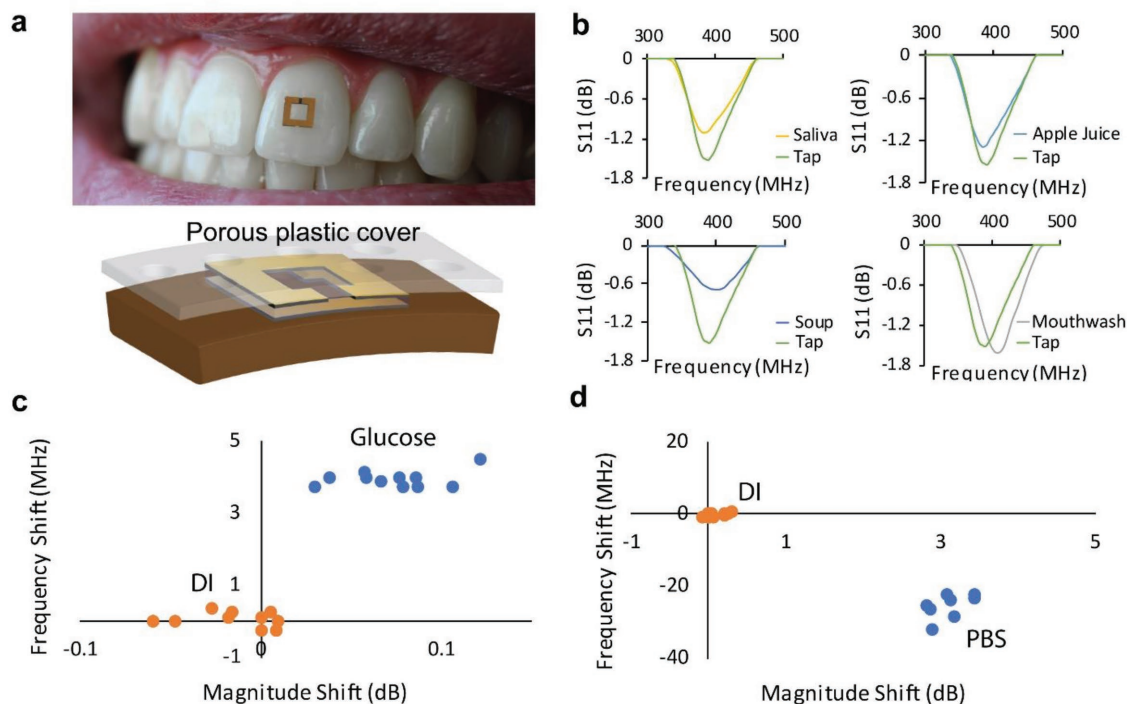 a
Porous plastic cover
b
300 400 500
0
-0.6
-1.2
-1.8
S11 (dB)
Frequency (MHz)
Saliva
Tap
300 400 500
0
-0.6
-1.2
-1.8
S11 (dB)
Frequency (MHz)
Apple Juice
Tap
300 400 500
0
-0.6
-1.2
-1.8
S11 (dB)
Frequency (MHz)
Soup
Tap
300 400 500
0
-0.6
-1.2
-1.8
S11 (dB)
Frequency (MHz)
Mouthwash
Tap
c
Frequency Shift (MHz)
5
Glucose
3
DI
1
-0.1 0 0.1
-1
Magnitude Shift (dB)
d
Frequency Shift (MHz)
20
DI
0
-1 1 3 5
-20
PBS
-40
Magnitude Shift (dB)